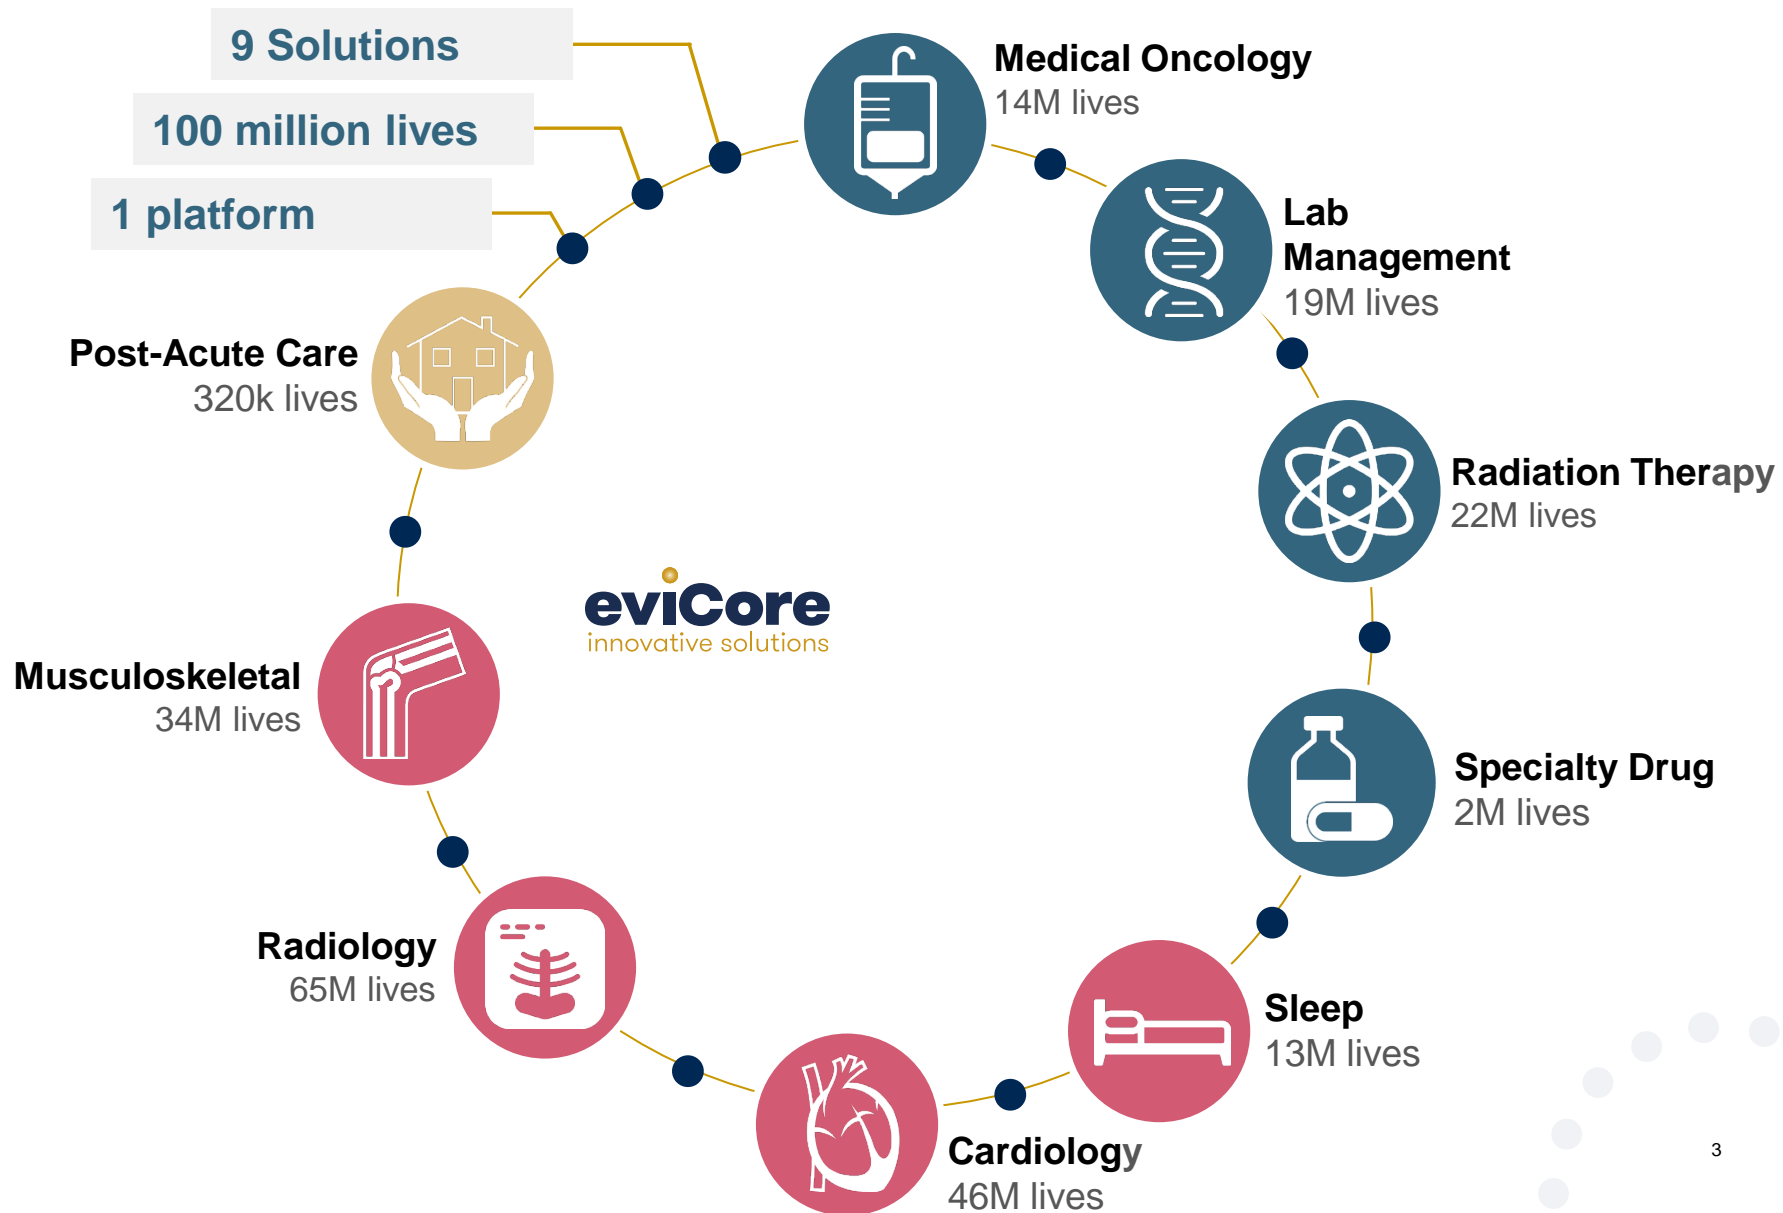 9 Solutions
100 million lives
1 platform
Medical Oncology
14M lives
Lab
Management
19M lives
Radiation Therapy
22M lives
Specialty Drug
2M lives
Sleep
13M lives
Cardiology
46M lives
Radiology
65M lives
Musculoskeletal
34M lives
Post-Acute Care
320k lives
eviCore
innovative solutions
3